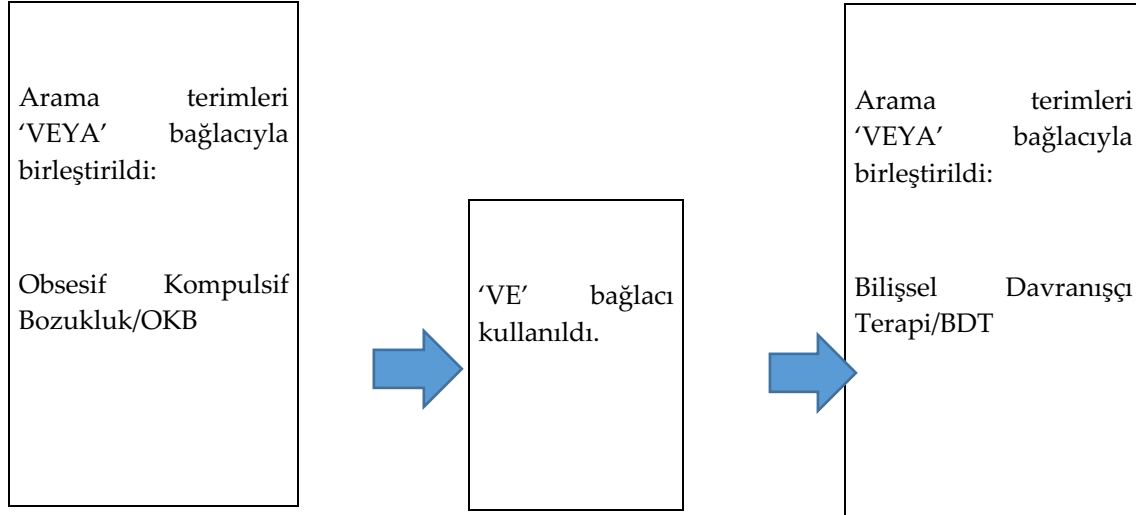 Arama terimleri
‘VEYA’ bağlacıyla
birleştirildi:
Obsesif Kompulsif
Bozukluk/OKB
‘VE’ bağlacı
kullanıldı.
Arama terimleri
‘VEYA’ bağlacıyla
birleştirildi:
Bilişsel Davranışçı
Terapi/BDT